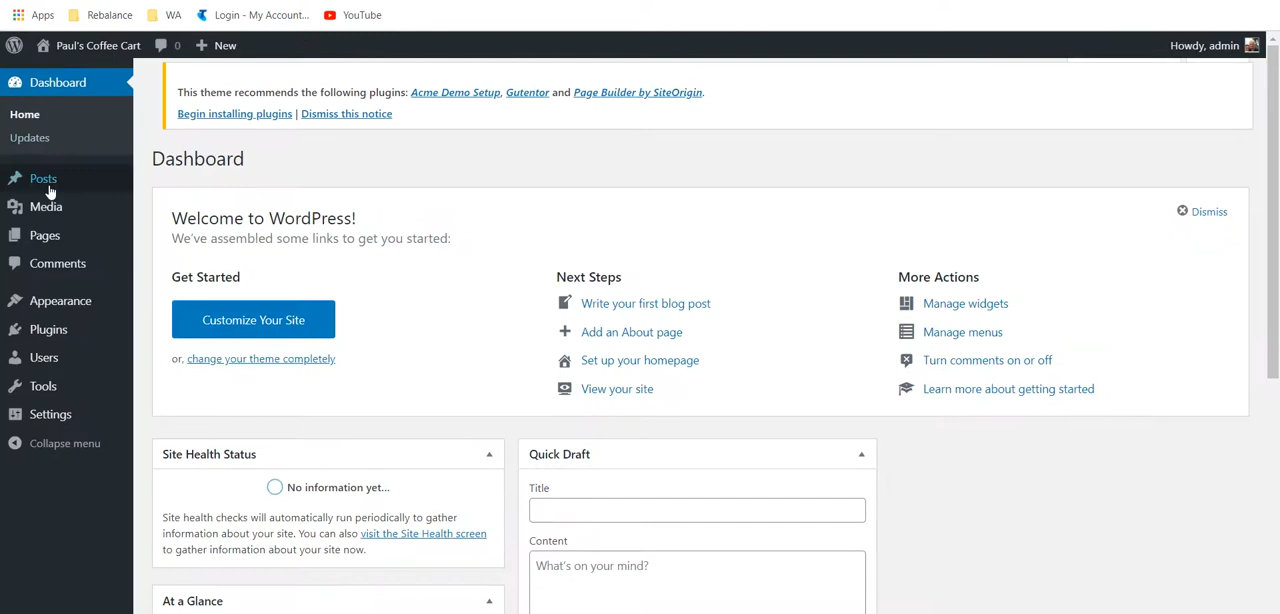 Apps Rebalance WA Login - My Account... YouTube
Paul's Coffee Cart 0 New Howdy, admin
Dashboard
Home
Updates
Posts
Media
Pages
Comments
Appearance
Plugins
Users
Tools
Settings
Collapse menu
This theme recommends the following plugins: Acme Demo Setup, Gutentor and Page Builder by SiteOrigin.
Begin installing plugins | Dismiss this notice
Dashboard
Welcome to WordPress!
Dismiss
We've assembled some links to get you started:
Get Started
Customize Your Site
or, change your theme completely
Next Steps
Write your first blog post
Add an About page
Set up your homepage
View your site
More Actions
Manage widgets
Manage menus
Turn comments on or off
Learn more about getting started
Site Health Status
No information yet...
Site health checks will automatically run periodically to gather
information about your site. You can also visit the Site Health screen
to gather information about your site now.
At a Glance
Quick Draft
Title
Content
What's on your mind?